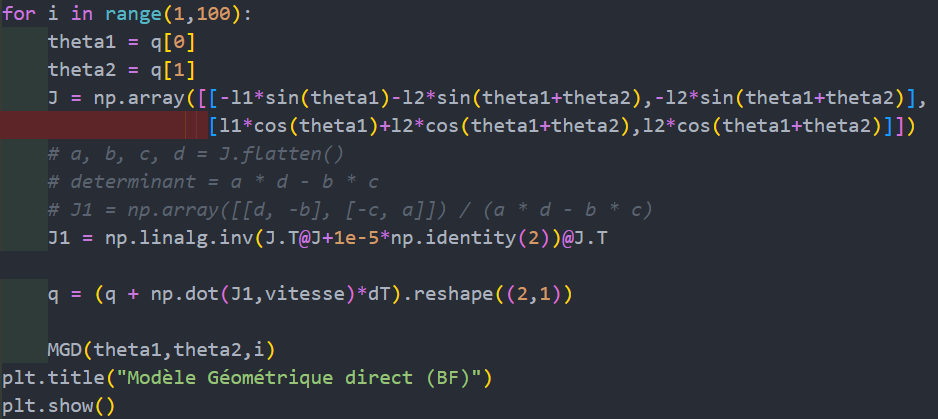 for i in range(1,100):
    theta1 = q[0]
    theta2 = q[1]
    J = np.array([[-l1*sin(theta1)-l2*sin(theta1+theta2),-l2*sin(theta1+theta2)],
                  [l1*cos(theta1)+l2*cos(theta1+theta2),l2*cos(theta1+theta2)]])
    # a, b, c, d = J.flatten()
    # determinant = a * d - b * c
    # J1 = np.array([[d, -b], [-c, a]]) / (a * d - b * c)
    J1 = np.linalg.inv(J.T@J+1e-5*np.identity(2))@J.T
    q = (q + np.dot(J1,vitesse)*dT).reshape((2,1))
    MGD(theta1,theta2,i)
plt.title("Modèle Géométrique direct (BF)")
plt.show()